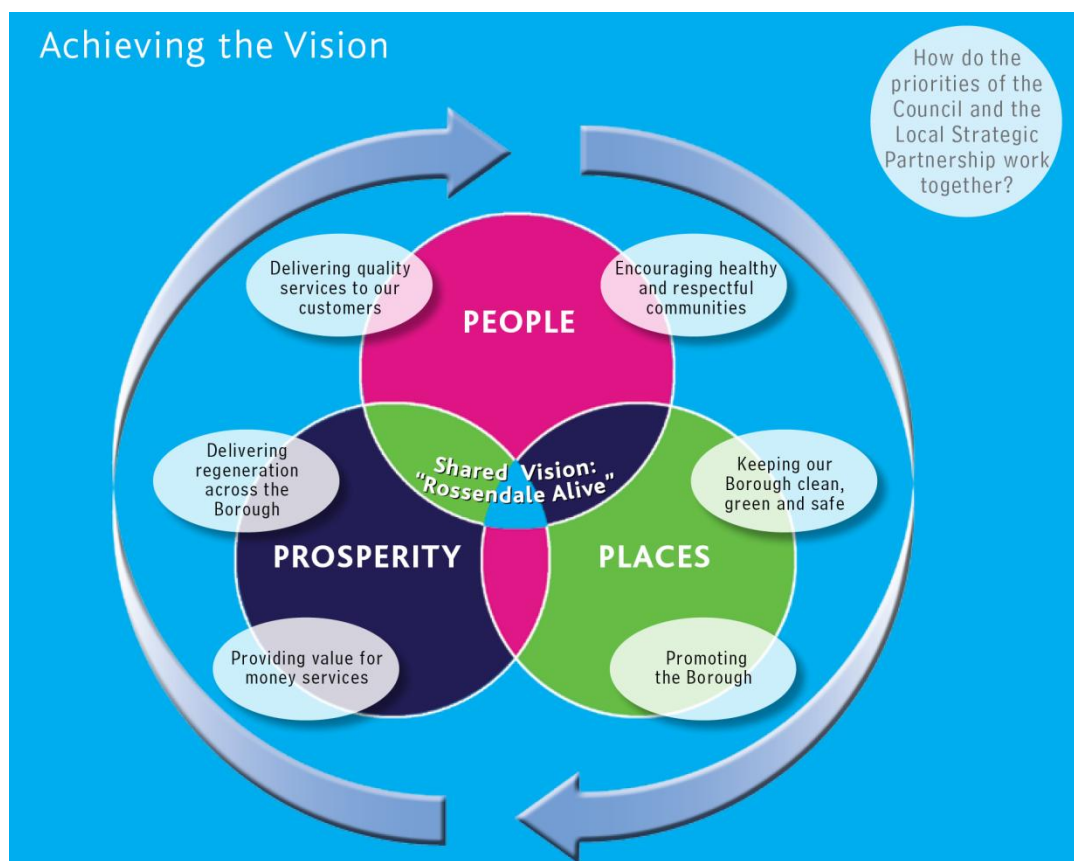 Achieving the Vision
How do the
priorities of the
Council and the
Local Strategic
Partnership work
together?
Delivering quality
services to our
customers
Encouraging healthy
and respectful
communities
PEOPLE
Delivering
regeneration
across the
Borough
Shared Vision:
"Rossendale Alive"
Keeping our
Borough clean,
green and safe
PROSPERITY
PLACES
Providing value for
money services
Promoting
the Borough